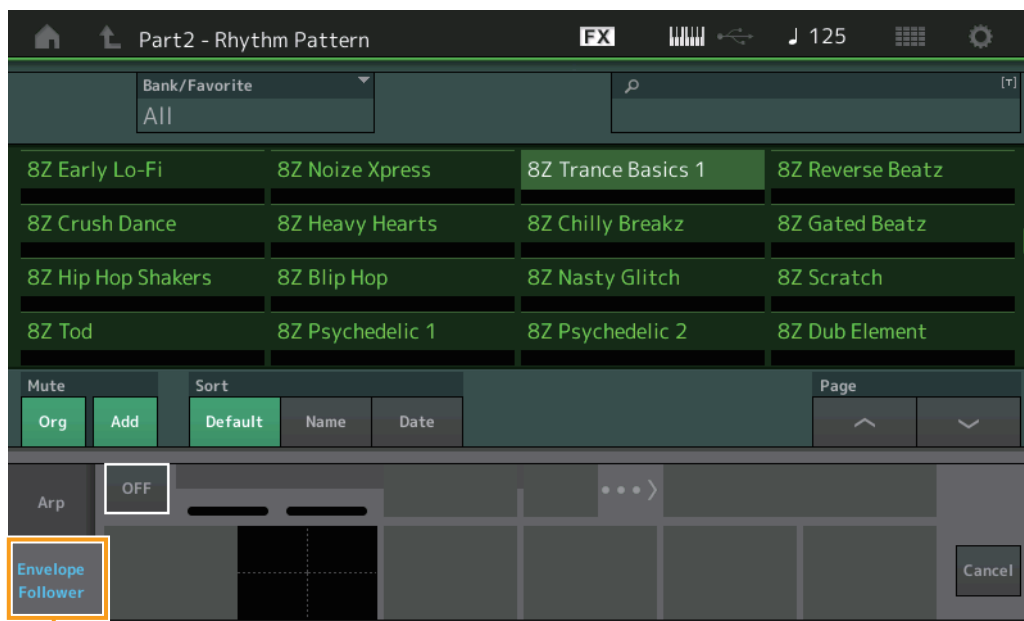 Part2 - Rhythm Pattern FX ♩ 125
Bank/Favorite [T]
All
8Z Early Lo-Fi 8Z Noize Xpress 8Z Trance Basics 1 8Z Reverse Beatz
8Z Crush Dance 8Z Heavy Hearts 8Z Chilly Breakz 8Z Gated Beatz
8Z Hip Hop Shakers 8Z Blip Hop 8Z Nasty Glitch 8Z Scratch
8Z Tod 8Z Psychedelic 1 8Z Psychedelic 2 8Z Dub Element
Mute Sort Page
Org Add Default Name Date
Arp OFF
Envelope
Follower
Cancel